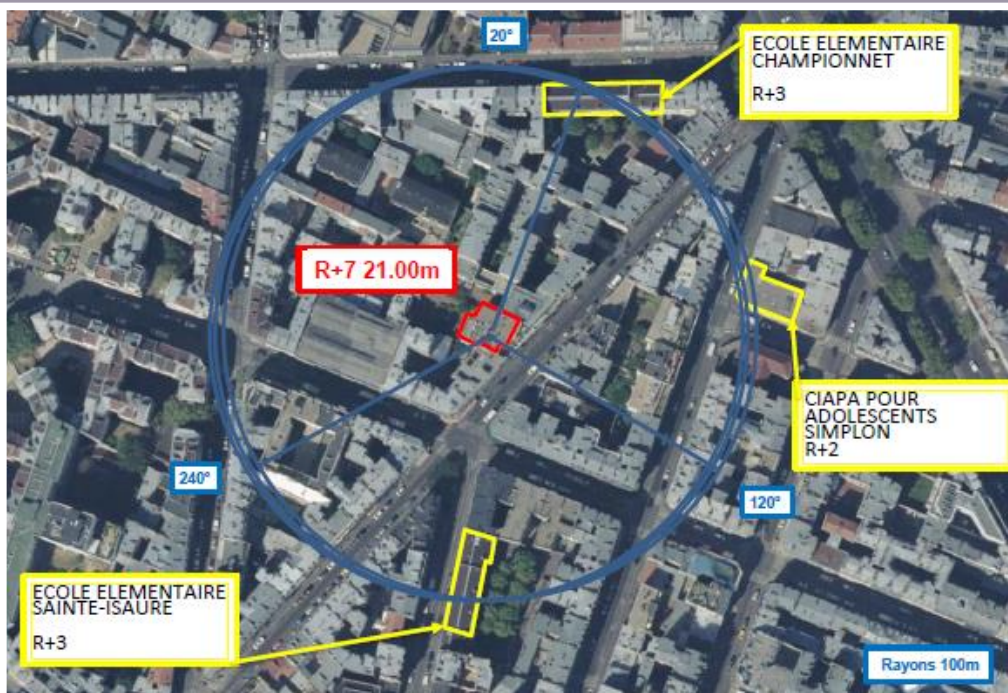 20°
ECOLE ELEMENTAIRE
CHAMPIONNET
R+3
R+7 21.00m
CIAPA POUR
ADOLESCENTS
SIMPLON
R+2
240°
120°
ECOLE ELEMENTAIRE
SAINTE-ISAURE
R+3
Rayons 100m